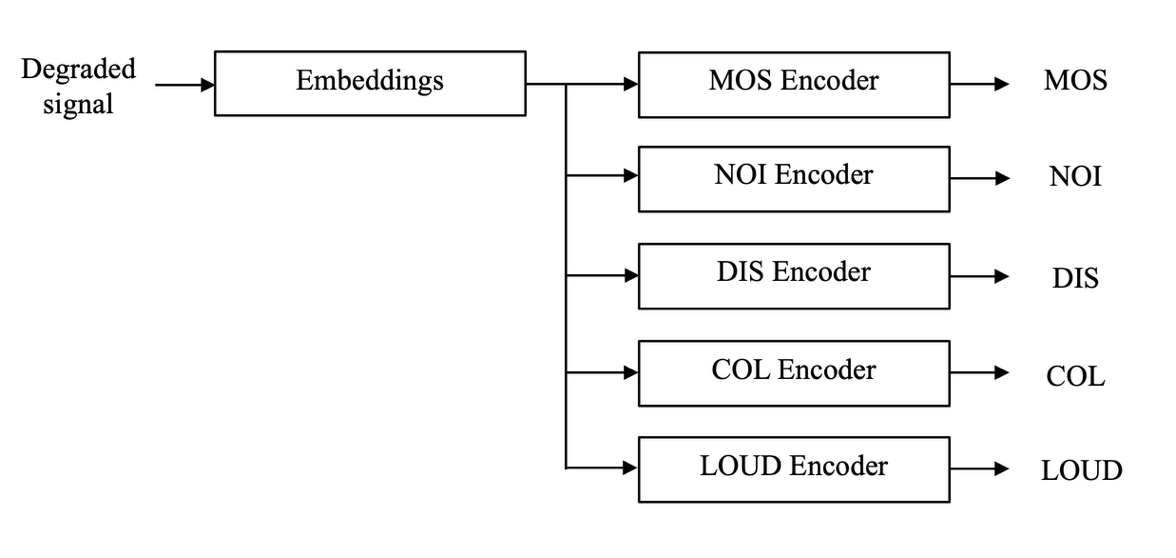 Degraded
signal
Embeddings
MOS Encoder
MOS
NOI Encoder
NOI
DIS Encoder
DIS
COL Encoder
COL
LOUD Encoder
LOUD